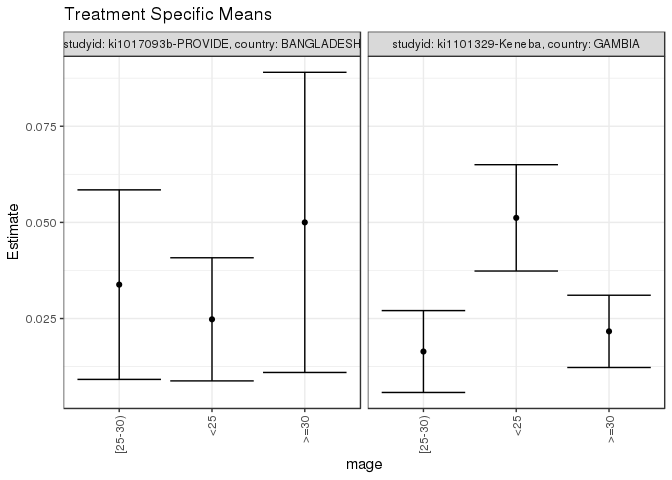 Treatment Specific Means
studyid: ki1017093b-PROVIDE, country: BANGLADESH
studyid: ki1101329-Keneba, country: GAMBIA
Estimate
0.075
0.050
0.025
[25-30)
<25
>=30
[25-30)
<25
>=30
mage